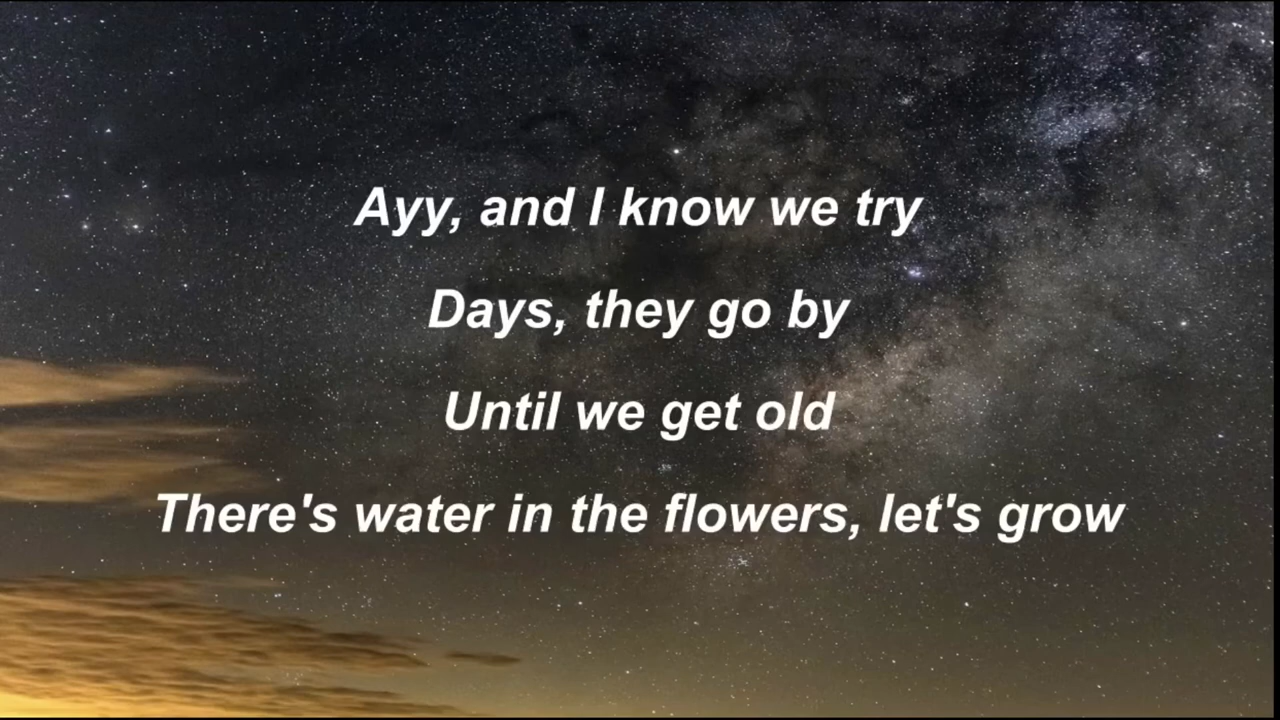 Ayy, and I know we try
Days, they go by
Until we get old
There's water in the flowers, let's grow